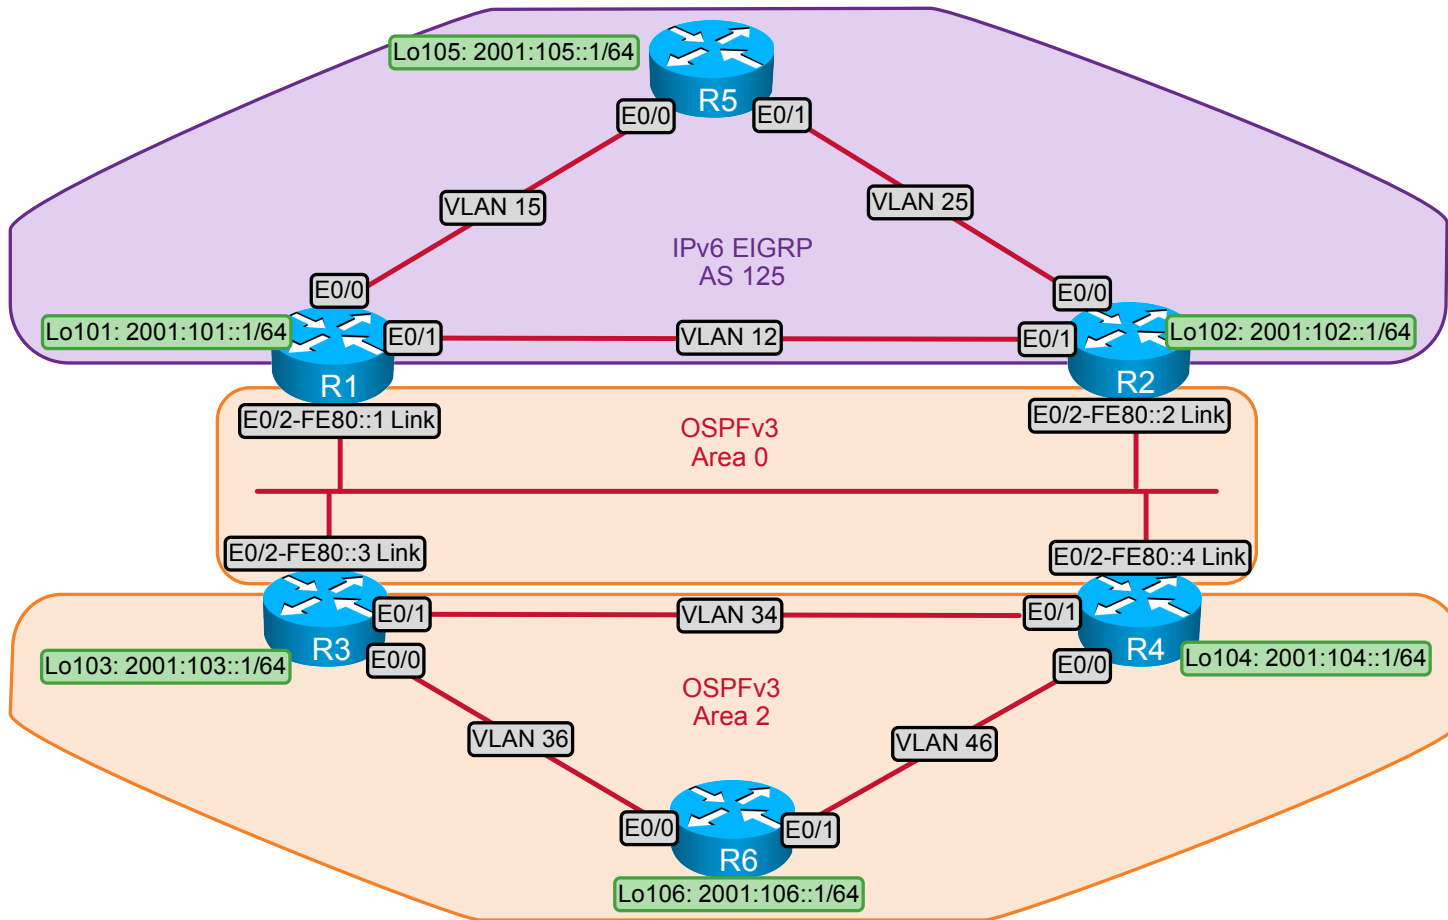 Lo105: 2001:105::1/64
R5
E0/0
E0/1
VLAN 15
VLAN 25
IPv6 EIGRP
AS 125
E0/0
E0/0
Lo101: 2001:101::1/64
E0/1
VLAN 12
E0/1
Lo102: 2001:102::1/64
R1
R2
E0/2-FE80::1 Link
E0/2-FE80::2 Link
OSPFv3
Area 0
E0/2-FE80::3 Link
E0/2-FE80::4 Link
E0/1
VLAN 34
E0/1
R3
R4
Lo103: 2001:103::1/64
E0/0
E0/0
Lo104: 2001:104::1/64
OSPFv3
Area 2
VLAN 36
VLAN 46
E0/0
E0/1
R6
Lo106: 2001:106::1/64